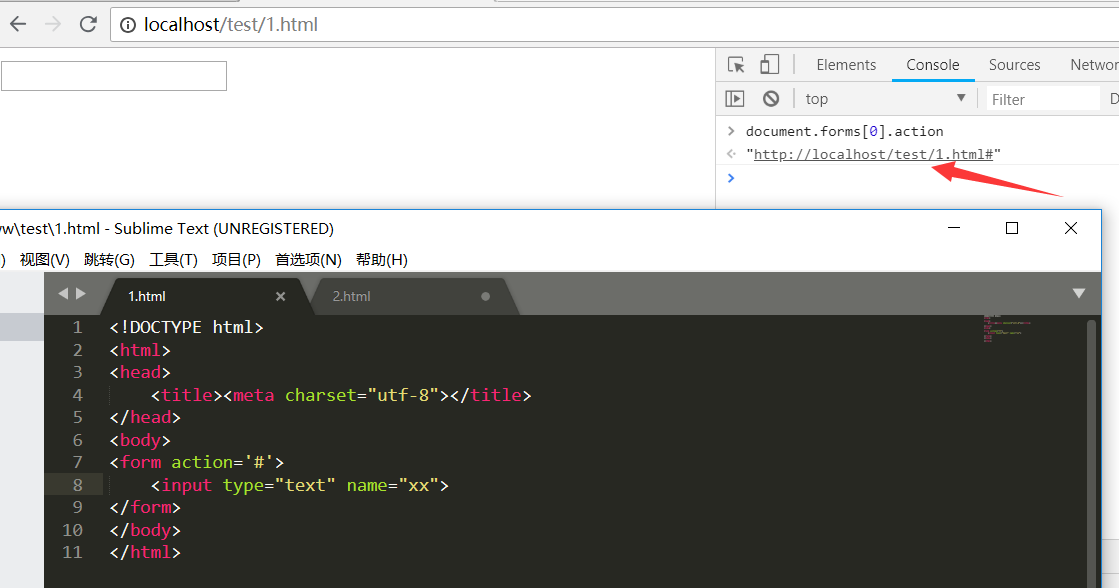 localhost/test/1.html
Elements Console Sources Networ
top Filter D
document.forms[0].action
"http://localhost/test/1.html#"
w\test\1.html - Sublime Text (UNREGISTERED)
) 视图(V) 跳转(G) 工具(T) 项目(P) 首选项(N) 帮助(H)
1.html 2.html
1 <!DOCTYPE html>
2 <html>
3 <head>
4 <title><meta charset="utf-8"></title>
5 </head>
6 <body>
7 <form action='#'>
8 <input type="text" name="xx">
9 </form>
10 </body>
11 </html>